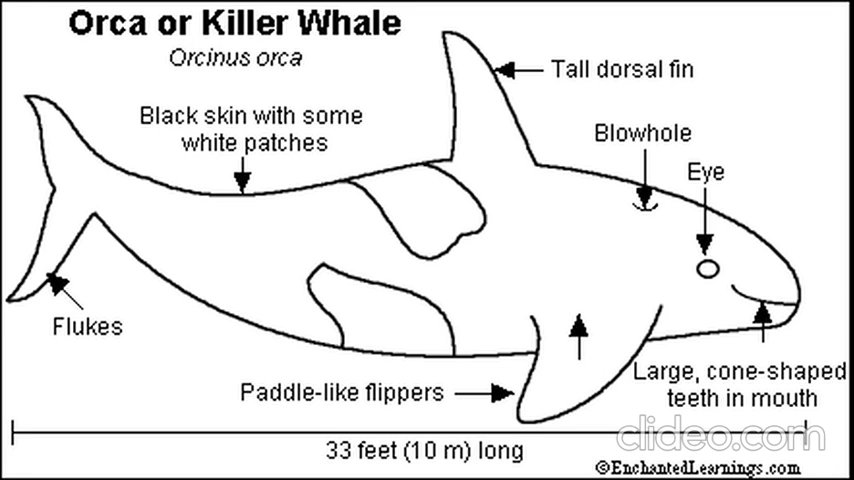 Orca or Killer Whale
Orcinus orca
Tall dorsal fin
Black skin with some
white patches
Blowhole
Eye
Flukes
Large, cone-shaped
teeth in mouth
Paddle-like flippers
33 feet (10 m) long
clideo.com
©EnchantedLearnings.com